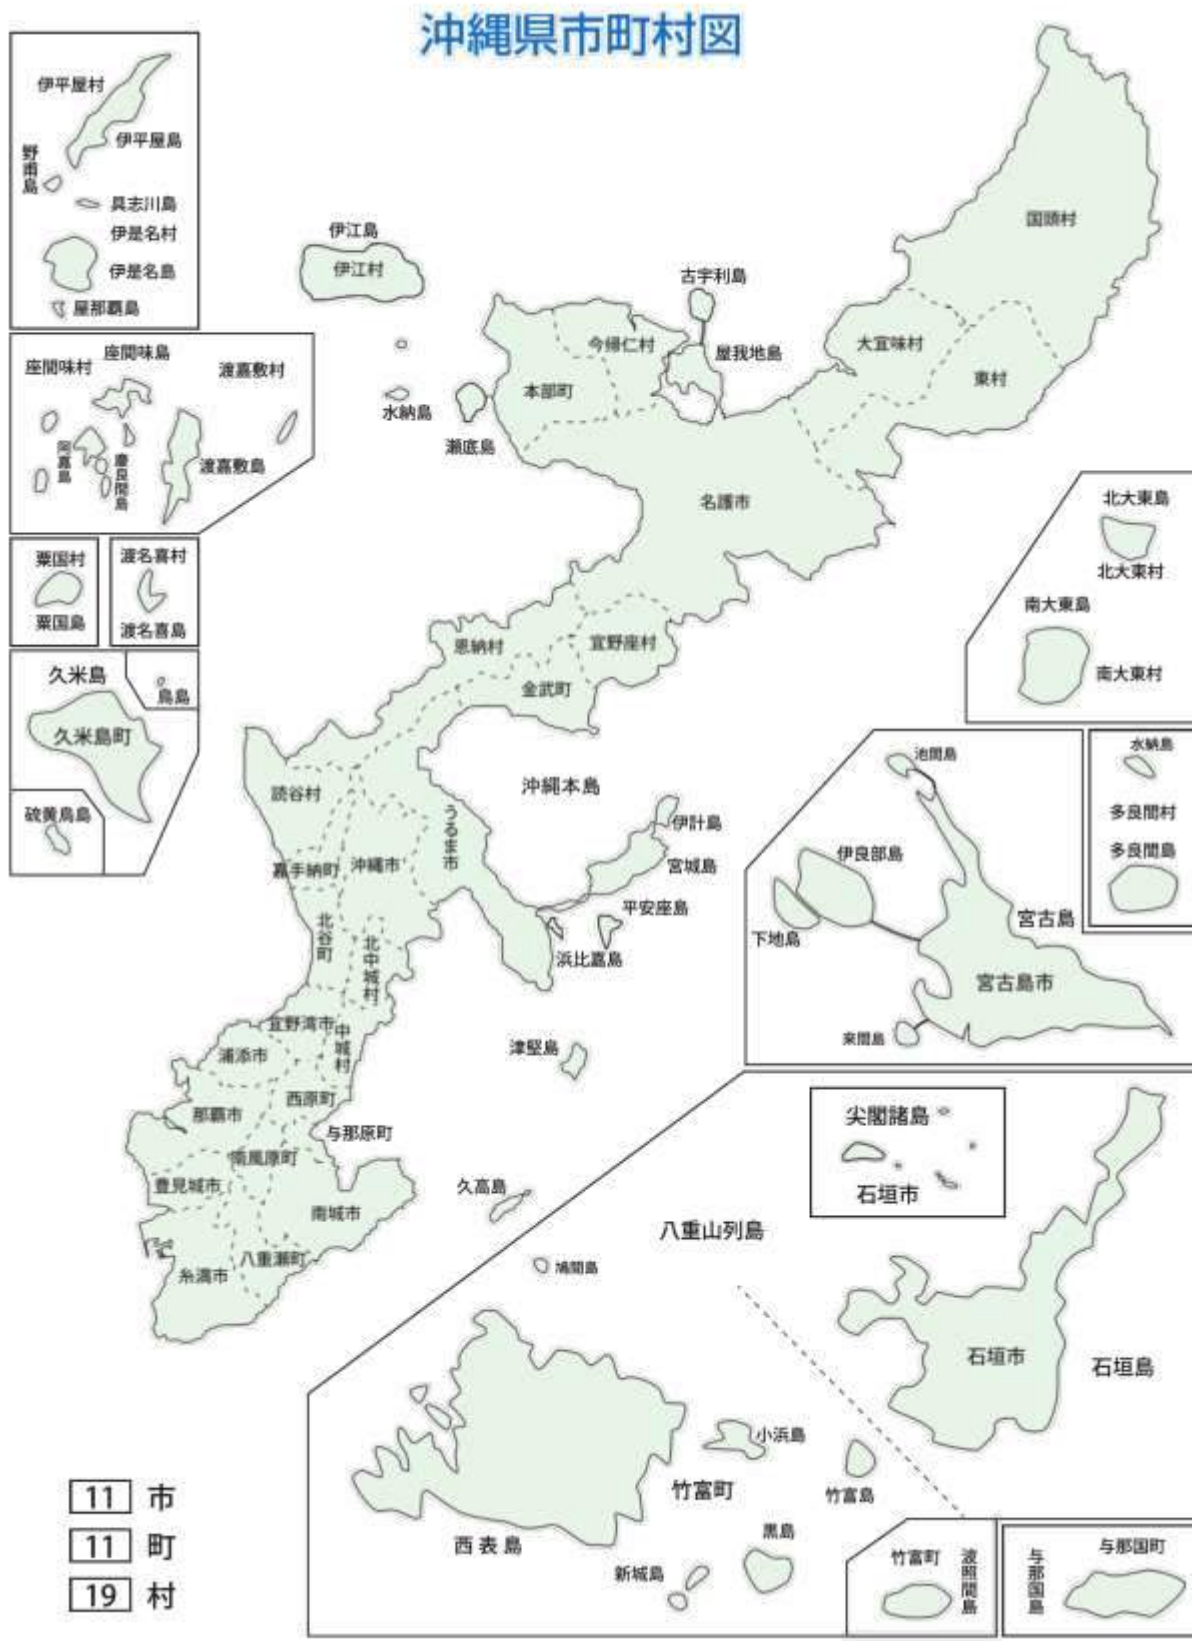 沖縄県市町村図
伊平屋村
伊平屋島
野甫島
具志川島
伊是名村
伊是名島
屋那覇島
伊江島
伊江村
古宇利島
国頭村
大宜味村
東村
今帰仁村
屋我地島
本部町
水納島
瀬底島
名護市
座間味島
座間味村
渡嘉敷村
阿嘉島
慶良間島
渡嘉敷島
粟国村
粟国島
渡名喜村
渡名喜島
久米島
鳥島
久米島町
硫黄鳥島
北大東島
北大東村
南大東島
南大東村
恩納村
宜野座村
金武町
沖縄本島
読谷村
うるま市
嘉手納町
沖縄市
伊計島
宮城島
平安座島
浜比嘉島
北谷町
北中城村
宜野湾市
中城村
浦添市
津堅島
那覇市
西原町
与那原町
南風原町
豊見城市
南城市
久高島
八重瀬町
糸満市
池間島
伊良部島
下地島
宮古島
宮古島市
来間島
水納島
多良間村
多良間島
尖閣諸島
石垣市
八重山列島
鳩間島
石垣市
石垣島
小浜島
竹富町
竹富島
西表島
黒島
新城島
竹富町
波照間島
与那国町
与那国島
11 市
11 町
19 村